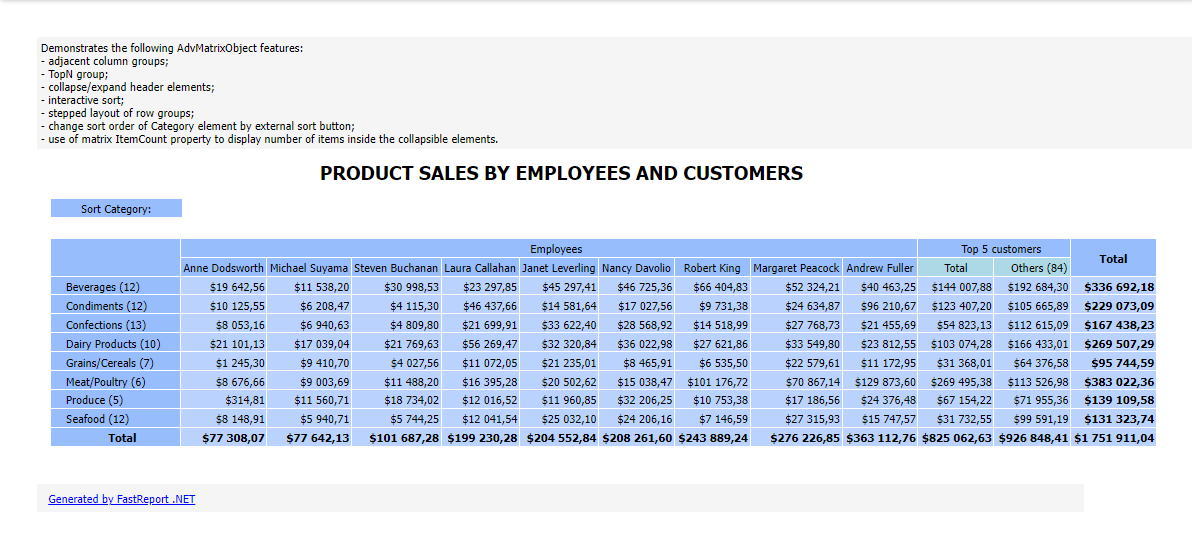 Demonstrates the following AdvMatrixObject features:
- adjacent column groups;
- TopN group;
- collapse/expand header elements;
- interactive sort;
- stepped layout of row groups;
- change sort order of Category element by external sort button;
- use of matrix ItemCount property to display number of items inside the collapsible elements.
PRODUCT SALES BY EMPLOYEES AND CUSTOMERS
Sort Category:
Employees Top 5 customers Total
Anne Dodsworth Michael Suyama Steven Buchanan Laura Callahan Janet Leverling Nancy Davolio Robert King Margaret Peacock Andrew Fuller Total Others (84)
Beverages (12) $19 642,56 $11 538,20 $30 998,53 $23 297,85 $45 297,41 $46 725,36 $66 404,83 $52 324,21 $40 463,25 $144 007,88 $192 684,30 $336 692,18
Condiments (12) $10 125,55 $6 208,47 $4 115,30 $46 437,66 $14 581,64 $17 027,56 $9 731,38 $24 634,87 $96 210,67 $123 407,20 $105 665,89 $229 073,09
Confections (13) $8 053,16 $6 940,63 $4 809,80 $21 699,91 $33 622,40 $28 568,92 $14 518,99 $27 768,73 $21 455,69 $54 823,13 $112 615,09 $167 438,23
Dairy Products (10) $21 101,13 $17 039,04 $21 769,63 $56 269,47 $32 320,84 $36 022,98 $27 621,86 $33 549,80 $23 812,55 $103 074,28 $166 433,01 $269 507,29
Grains/Cereals (7) $1 245,30 $9 410,70 $4 027,56 $11 072,05 $21 235,01 $8 465,91 $6 535,50 $22 579,61 $11 172,95 $31 368,01 $64 376,58 $95 744,59
Meat/Poultry (6) $8 676,66 $9 003,69 $11 488,20 $16 395,28 $20 502,62 $15 038,47 $101 176,72 $70 867,14 $129 873,60 $269 495,38 $113 526,98 $383 022,36
Produce (5) $314,81 $11 560,71 $18 734,02 $12 016,52 $11 960,85 $32 206,25 $10 753,38 $17 186,56 $24 376,48 $67 154,22 $71 955,36 $139 109,58
Seafood (12) $8 148,91 $5 940,71 $5 744,25 $12 041,54 $25 032,10 $24 206,16 $7 146,59 $27 315,93 $15 747,57 $31 732,55 $99 591,19 $131 323,74
Total $77 308,07 $77 642,13 $101 687,28 $199 230,28 $204 552,84 $208 261,60 $243 889,24 $276 226,85 $363 112,76 $825 062,63 $926 848,41 $1 751 911,04
Generated by FastReport .NET